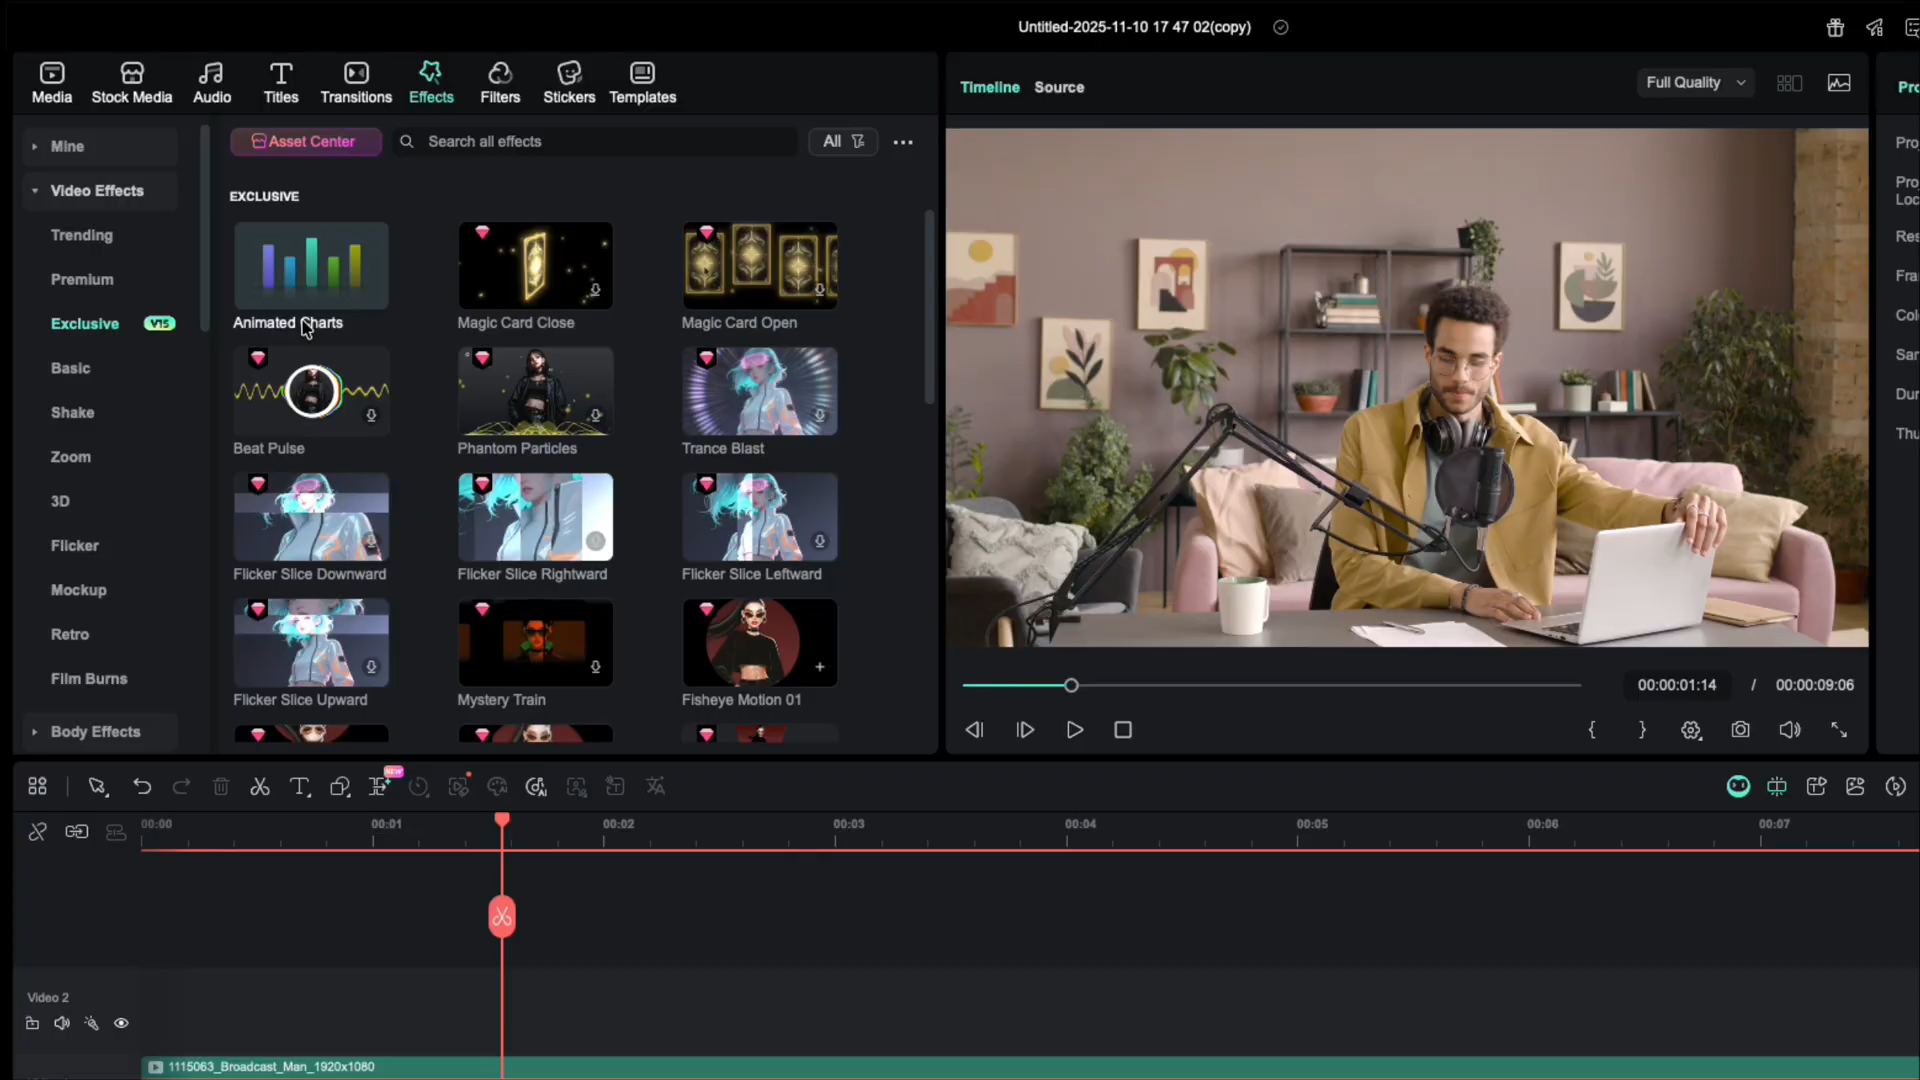 Untitled-2025-11-10 17 47 02(copy)
Media
Stock Media
Audio
Titles
Transitions
Effects
Filters
Stickers
Templates
Timeline
Source
Full Quality
Mine
Asset Center
Search all effects
All
Video Effects
EXCLUSIVE
Trending
Premium
Exclusive
V15
Basic
Shake
Zoom
3D
Flicker
Mockup
Retro
Film Burns
Body Effects
Animated Charts
Magic Card Close
Magic Card Open
Beat Pulse
Phantom Particles
Trance Blast
Flicker Slice Downward
Flicker Slice Rightward
Flicker Slice Leftward
Flicker Slice Upward
Mystery Train
Fisheye Motion 01
00:00:01:14 / 00:00:09:06
NEW
00:00
00:01
00:02
00:03
00:04
00:05
00:06
00:07
Video 2
1115063_Broadcast_Man_1920x1080